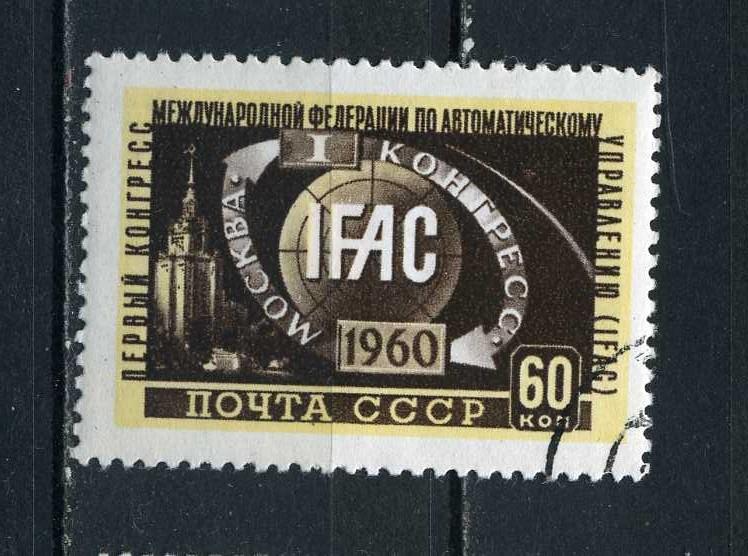 ПЕРВЫЙ КОНГРЕСС
МЕЖДУНАРОДНОЙ ФЕДЕРАЦИИ ПО АВТОМАТИЧЕСКОМУ
УПРАВЛЕНИЮ (IFAC)
I
КОНГРЕСС
МОСКВА
IFAC
1960
60
КОП
ПОЧТА СССР